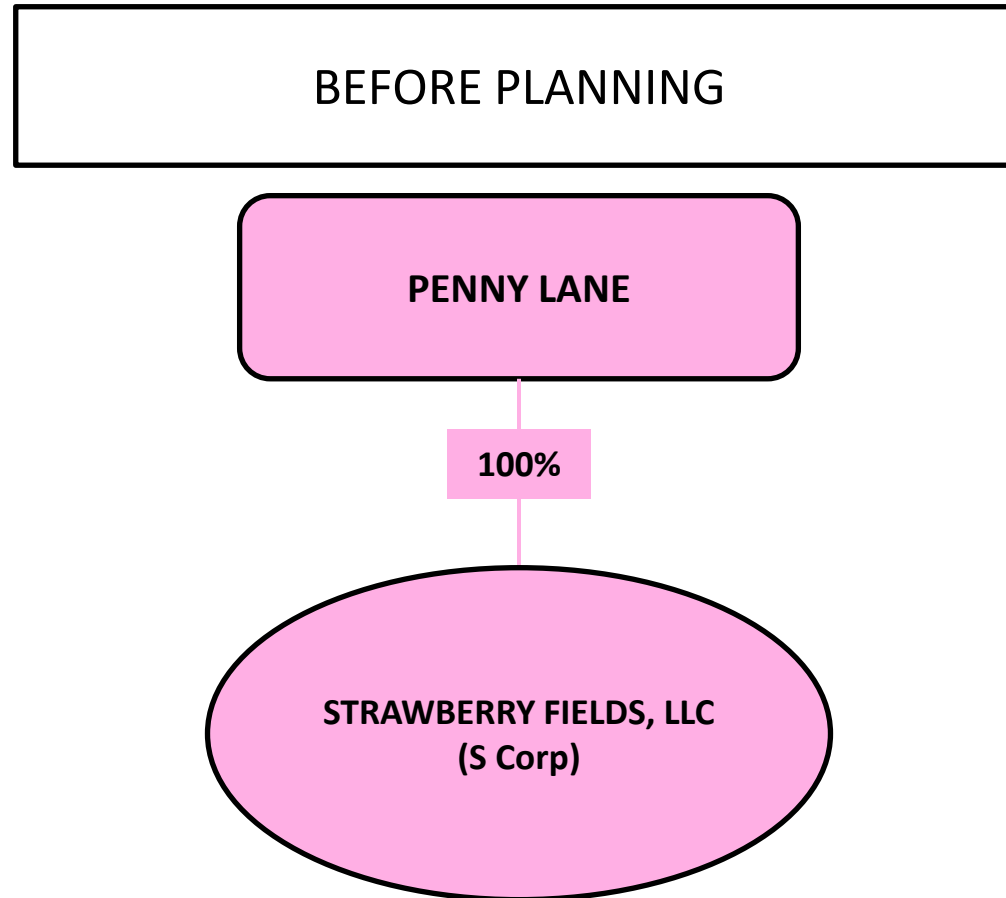 BEFORE PLANNING
PENNY LANE
100%
STRAWBERRY FIELDS, LLC
(S Corp)